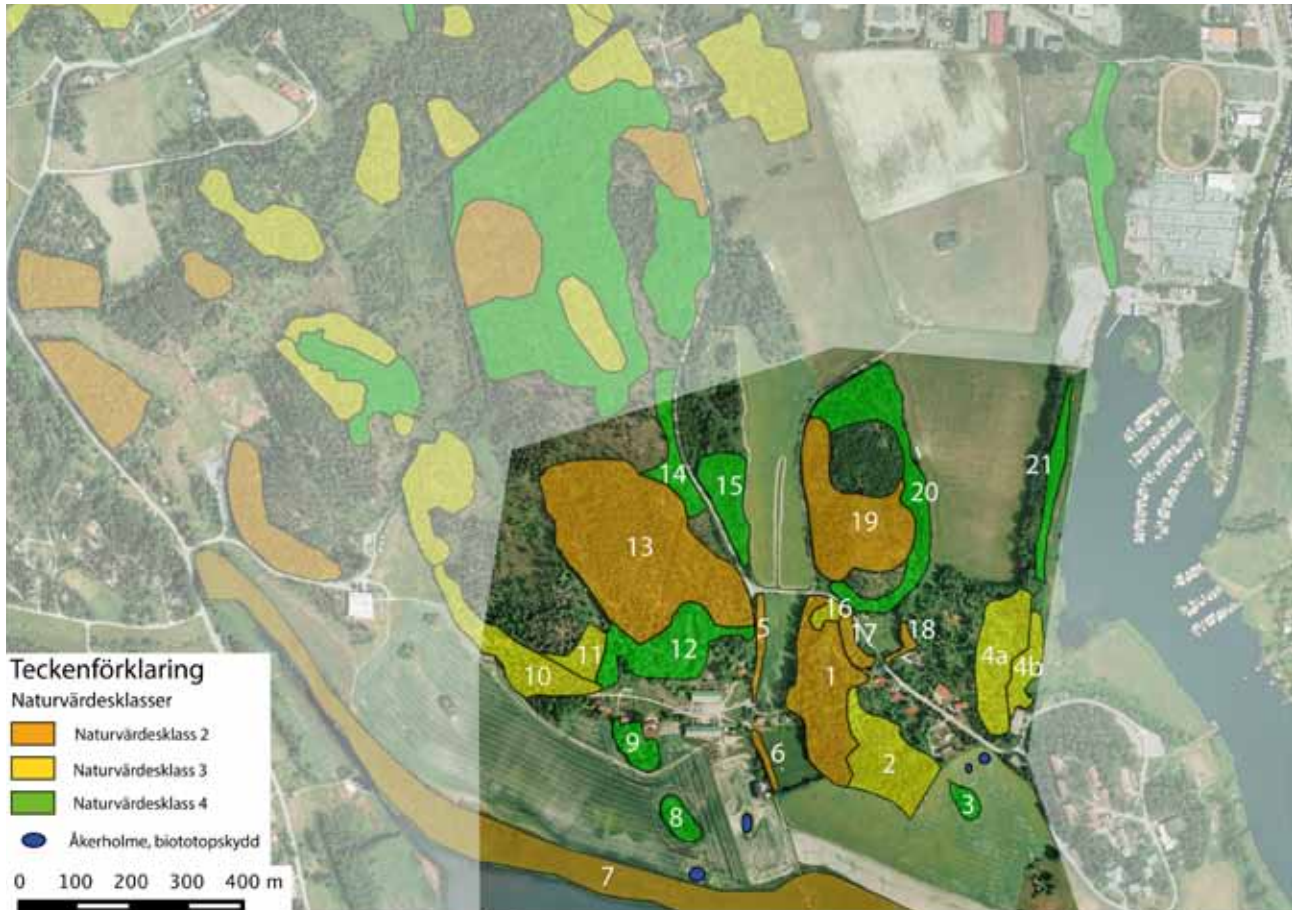 14
15
21
20
13
19
16
5
17
18
12
11
4a
4b
10
1
9
6
2
3
8
7
Teckenförklaring
Naturvärdesklasser
Naturvärdesklass 2
Naturvärdesklass 3
Naturvärdesklass 4
Åkerholme, biototopskydd
0 100 200 300 400 m